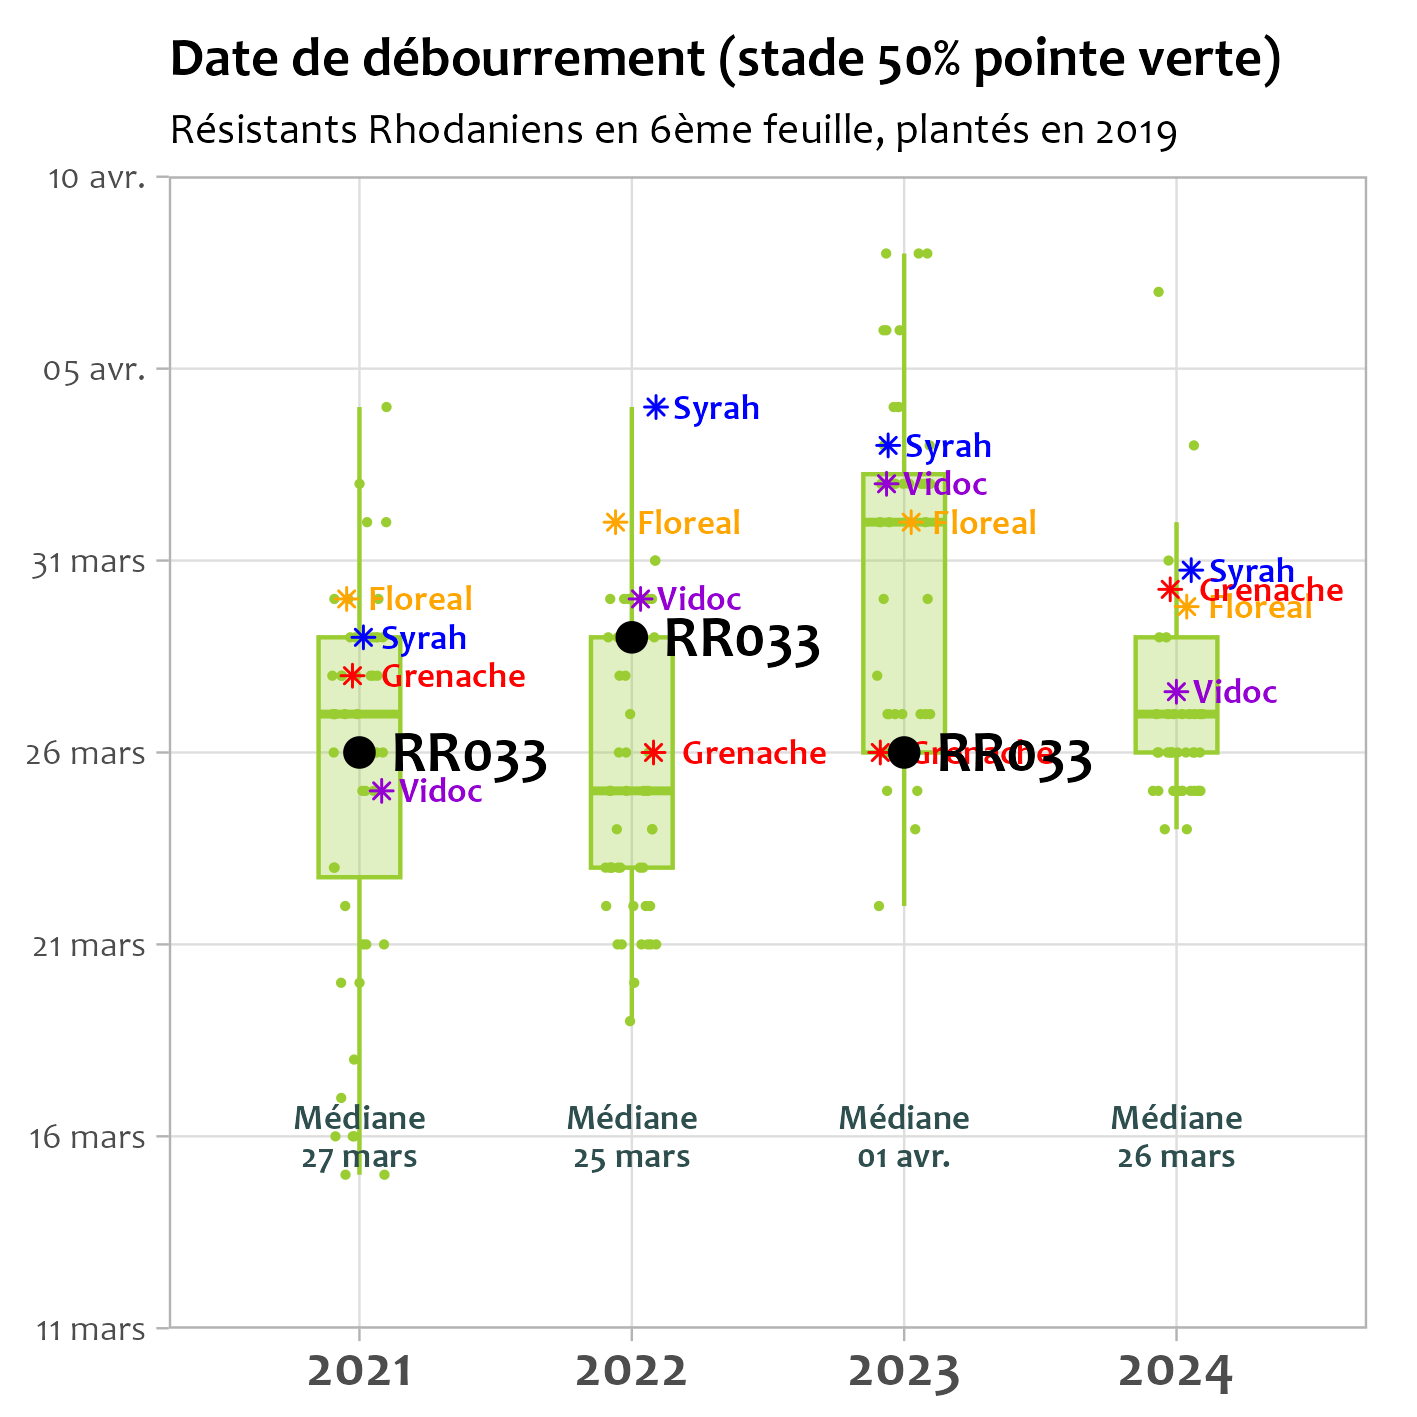 Date de débourrement (stade 50% pointe verte)
Résistants Rhodaniens en 6ème feuille, plantés en 2019
10 avr.
05 avr.
31 mars
26 mars
21 mars
16 mars
11 mars
Floreal
Syrah
Grenache
RR033
Vidoc
Médiane
27 mars
Syrah
Floreal
Vidoc
RR033
Grenache
Médiane
25 mars
Syrah
Vidoc
Floreal
Grenache
RR033
Médiane
01 avr.
Syrah
Grenache
Floreal
Vidoc
Médiane
26 mars
2021
2022
2023
2024